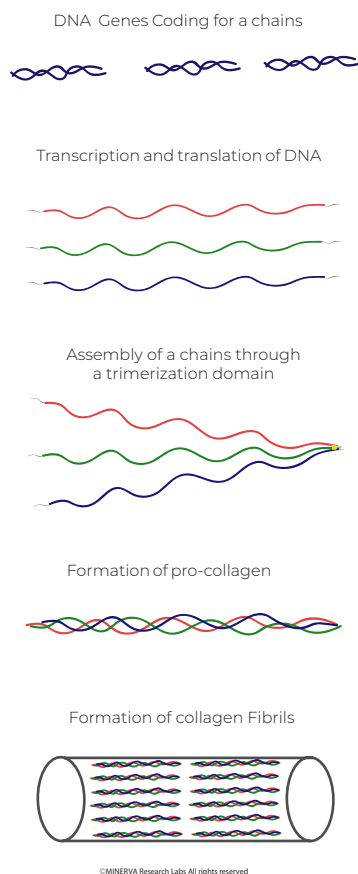 DNA Genes Coding for a chains
Transcription and translation of DNA
Assembly of a chains through
a trimerization domain
Formation of pro-collagen
Formation of collagen Fibrils
©MINERVA Research Labs All rights reserved